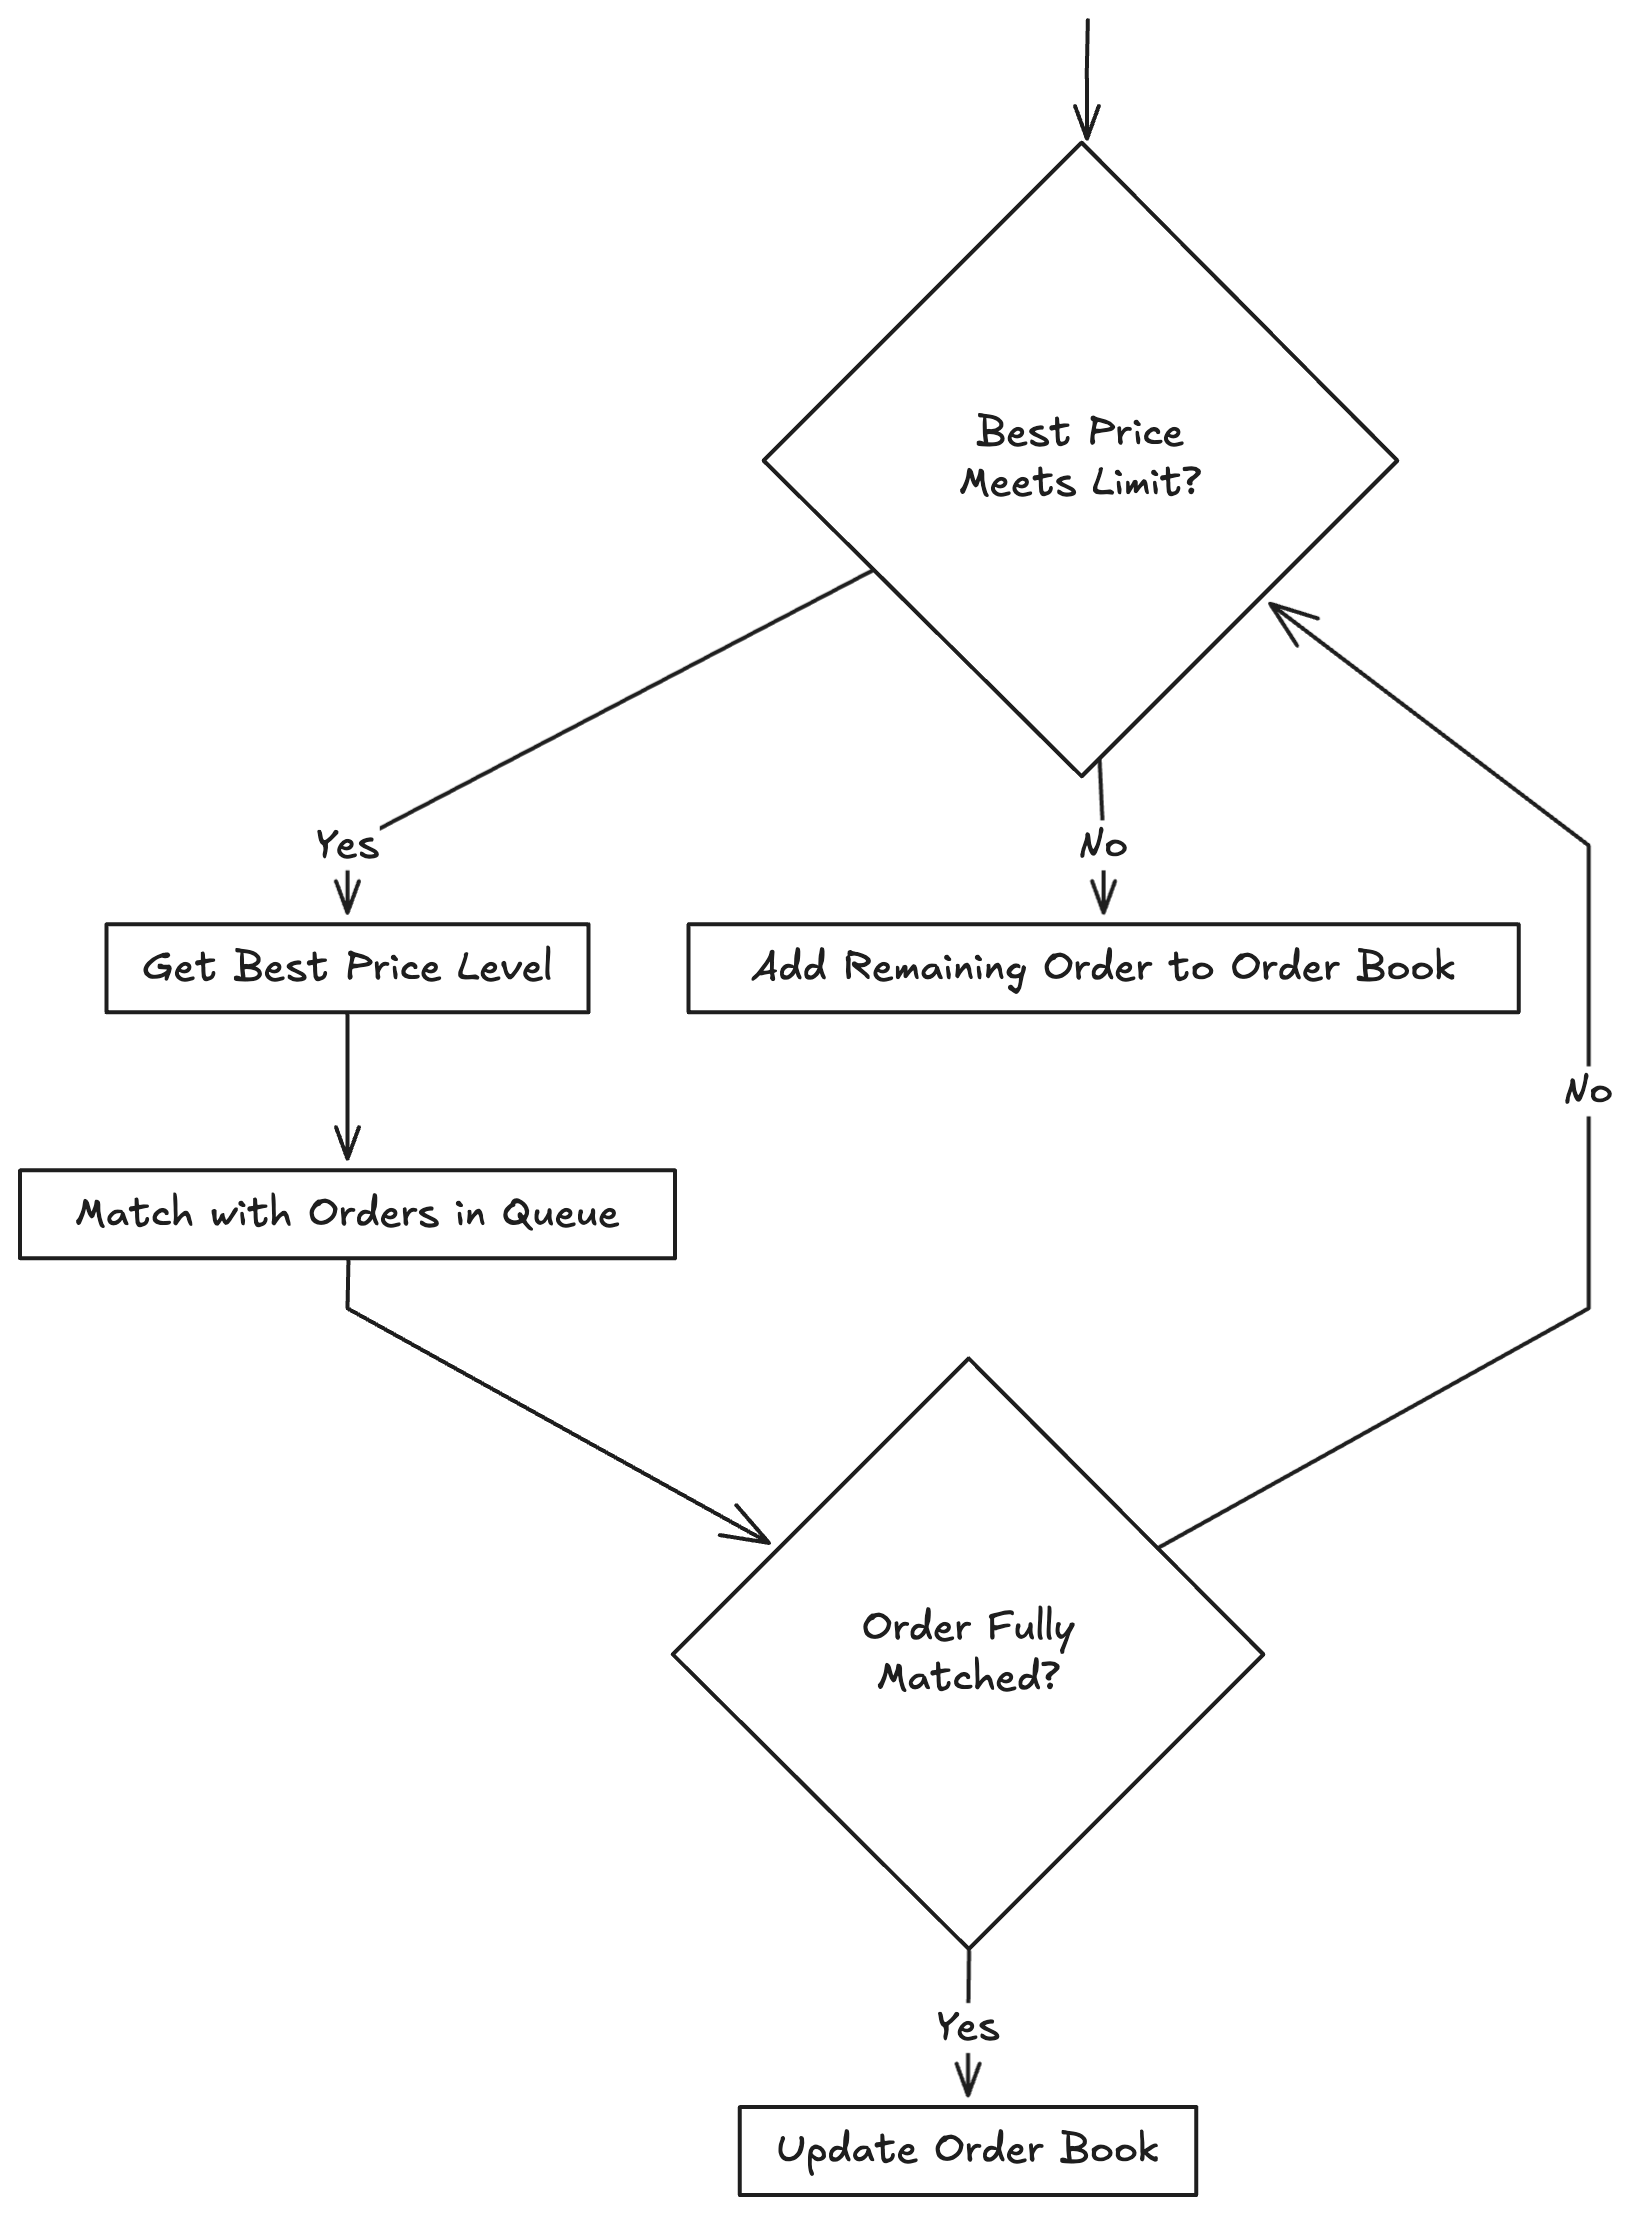 Best Price
Meets Limit?
Yes
No
Get Best Price Level
Add Remaining Order to Order Book
No
Match with Orders in Queue
Order Fully
Matched?
Yes
Update Order Book